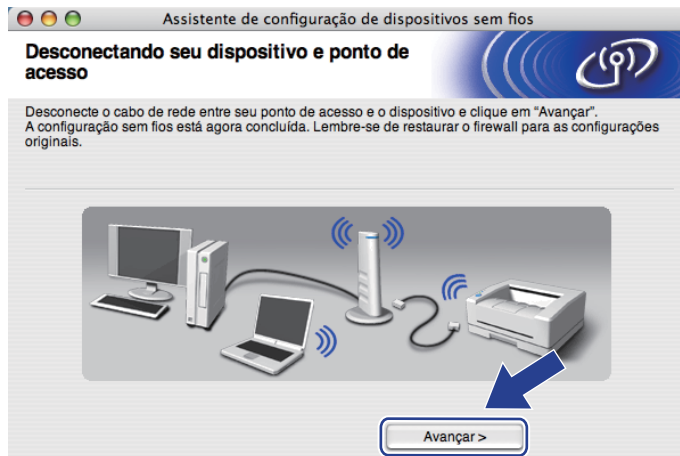 Assistente de configuração de dispositivos sem fios
Desconectando seu dispositivo e ponto de
acesso
Desconecte o cabo de rede entre seu ponto de acesso e o dispositivo e clique em "Avançar".
A configuração sem fios está agora concluída. Lembre-se de restaurar o firewall para as configurações
originais.
Avançar >